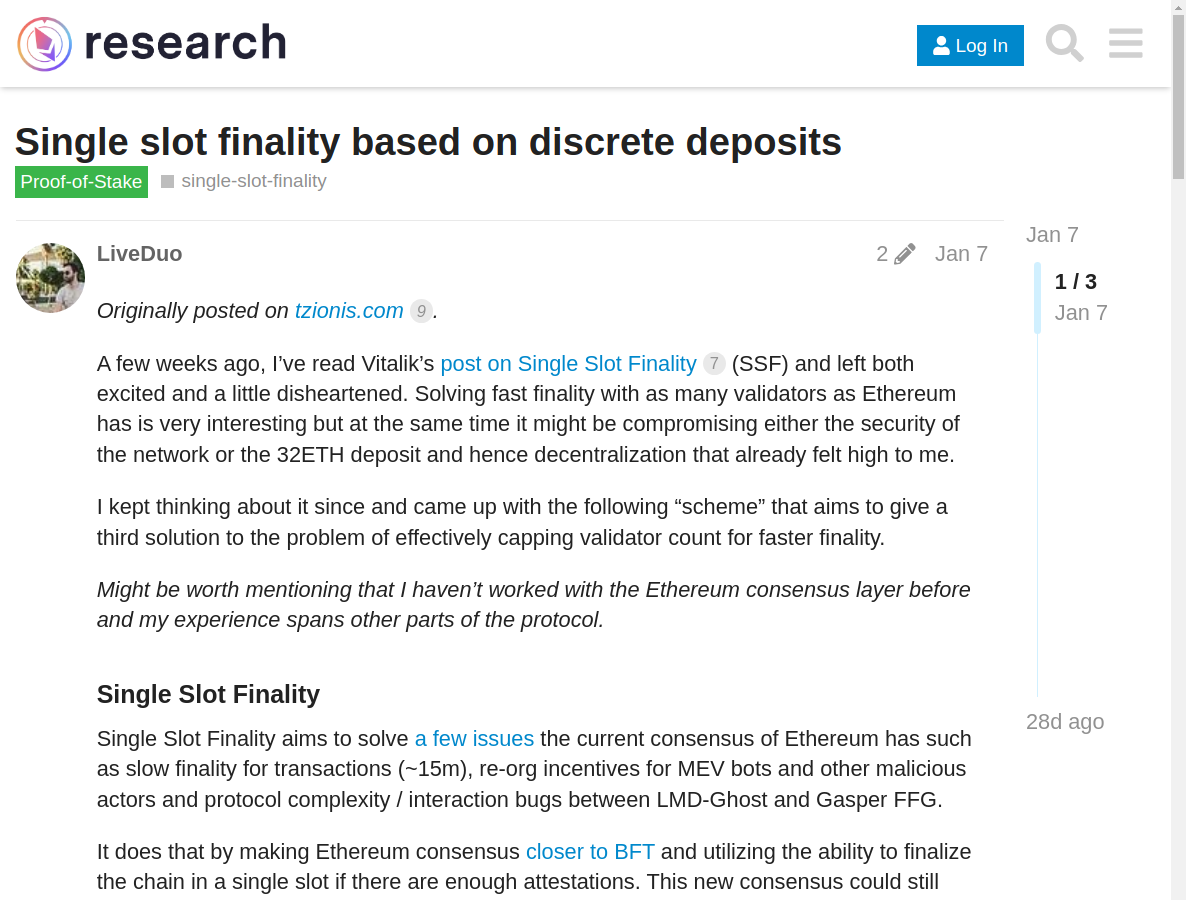 research
Log In
Single slot finality based on discrete deposits
Proof-of-Stake single-slot-finality
LiveDuo 2 Jan 7
Originally posted on tzionis.com 9.
A few weeks ago, I’ve read Vitalik’s post on Single Slot Finality 7 (SSF) and left both
excited and a little disheartened. Solving fast finality with as many validators as Ethereum
has is very interesting but at the same time it might be compromising either the security of
the network or the 32ETH deposit and hence decentralization that already felt high to me.
I kept thinking about it since and came up with the following “scheme” that aims to give a
third solution to the problem of effectively capping validator count for faster finality.
Might be worth mentioning that I haven’t worked with the Ethereum consensus layer before
and my experience spans other parts of the protocol.
Single Slot Finality
Single Slot Finality aims to solve a few issues the current consensus of Ethereum has such
as slow finality for transactions (~15m), re-org incentives for MEV bots and other malicious
actors and protocol complexity / interaction bugs between LMD-Ghost and Gasper FFG.
It does that by making Ethereum consensus closer to BFT and utilizing the ability to finalize
the chain in a single slot if there are enough attestations. This new consensus could still
Jan 7
1 / 3
Jan 7
28d ago